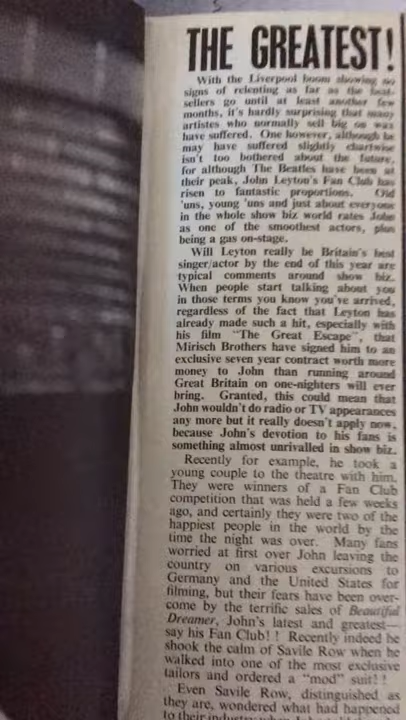 THE GREATEST!
With the Liverpool boom showing no
signs of relenting as far as the best-
sellers go until at least another few
months, it's hardly surprising that many
artistes who normally sell big on wax
have suffered. One however, although he
may have suffered slightly chartwise
isn't too bothered about the future,
for although The Beatles have been at
their peak, John Leyton's Fan Club has
risen to fantastic proportions. Old
'uns, young 'uns and just about everyone
in the whole show biz world rates John
as one of the smoothest actors, plus
being a gas on-stage.
Will Leyton really be Britain's best
singer/actor by the end of this year are
typical comments around show biz.
When people start talking about you
in those terms you know you've arrived,
regardless of the fact that Leyton has
already made such a hit, especially with
his film "The Great Escape", that
Mirisch Brothers have signed him to an
exclusive seven year contract worth more
money to John than running around
Great Britain on one-nighters will ever
bring. Granted, this could mean that
John wouldn't do radio or TV appearances
any more but it really doesn't apply now,
because John's devotion to his fans is
something almost unrivalled in show biz.
Recently for example, he took a
young couple to the theatre with him.
They were winners of a Fan Club
competition that was held a few weeks
ago, and certainly they were two of the
happiest people in the world by the
time the night was over. Many fans
worried at first over John leaving the
country on various excursions to
Germany and the United States for
filming, but their fears have been over-
come by the terrific sales of Beautiful
Dreamer, John's latest and greatest—
say his Fan Club! ! Recently indeed he
shook the calm of Savile Row when he
walked into one of the most exclusive
tailors and ordered a "mod" suit! !
Even Savile Row, distinguished as
they are, wondered what had happened
to their industry when